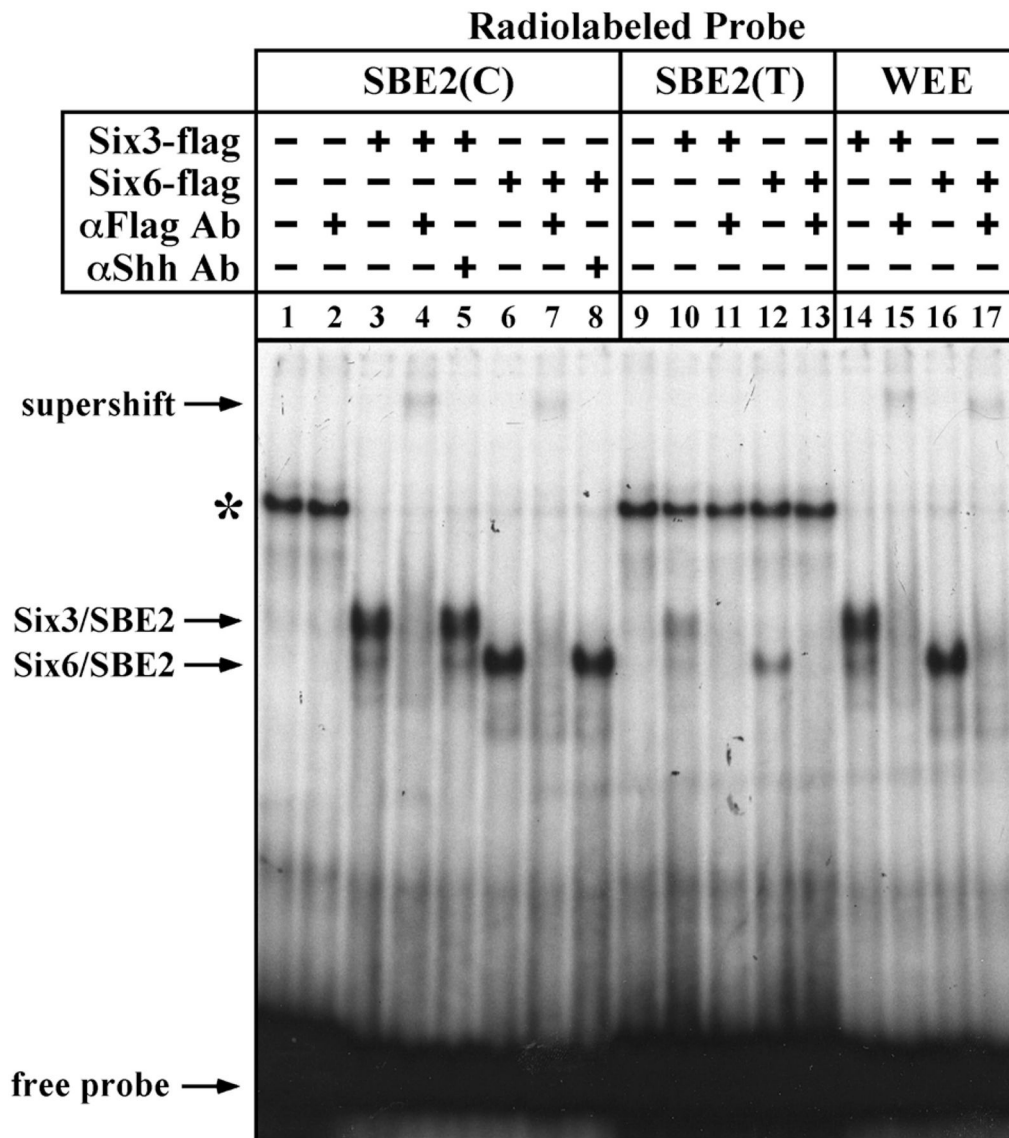 Radiolabeled Probe
SBE2(C) SBE2(T) WEE
Six3-flag − − + + + − − − − + + − − + + − −
Six6-flag − − − − − + + + − − − + + − − + +
αFlag Ab − + − + − − + − − − + − + − + − +
αShh Ab − − − − + − − + − − − − − − − − −
1 2 3 4 5 6 7 8 9 10 11 12 13 14 15 16 17
supershift
*
Six3/SBE2
Six6/SBE2
free probe